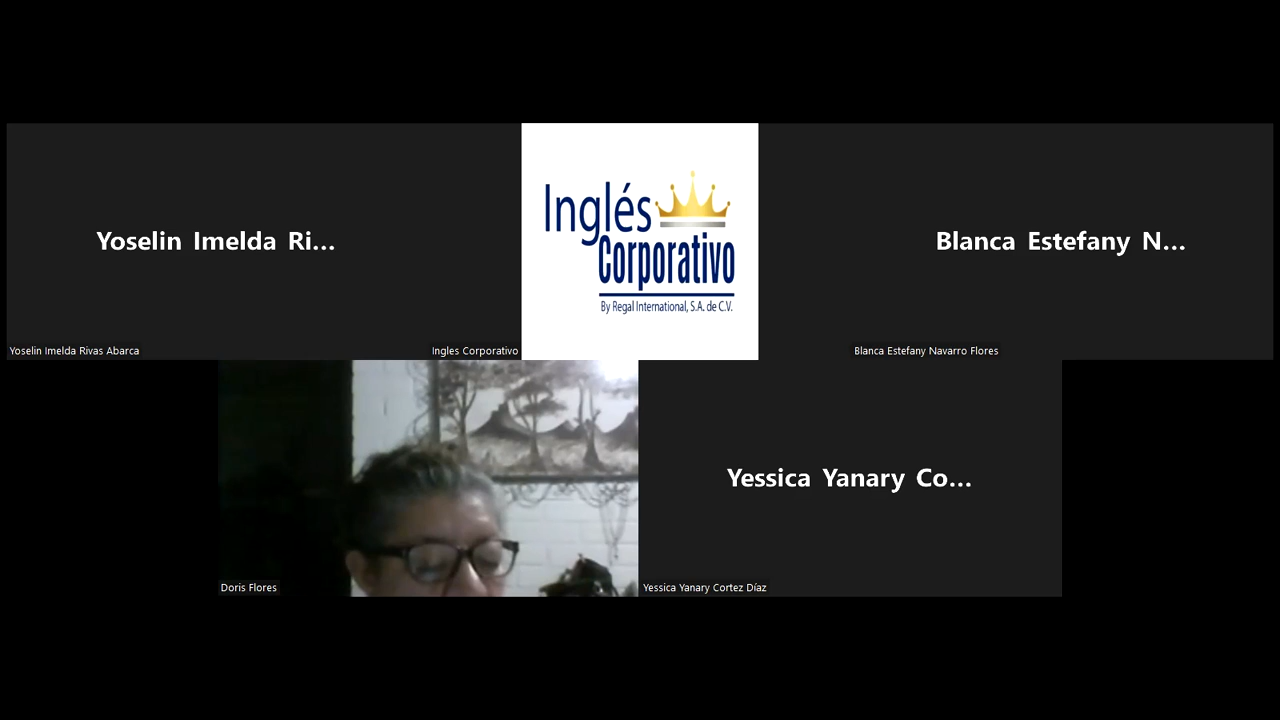 Yoselin Imelda Ri...
Inglés
Corporativo
By Regal International, S.A. de C.V.
Blanca Estefany N...
Yoselin Imelda Rivas Abarca
Ingles Corporativo
Blanca Estefany Navarro Flores
Yessica Yanary Co...
Doris Flores
Yessica Yanary Cortez Díaz